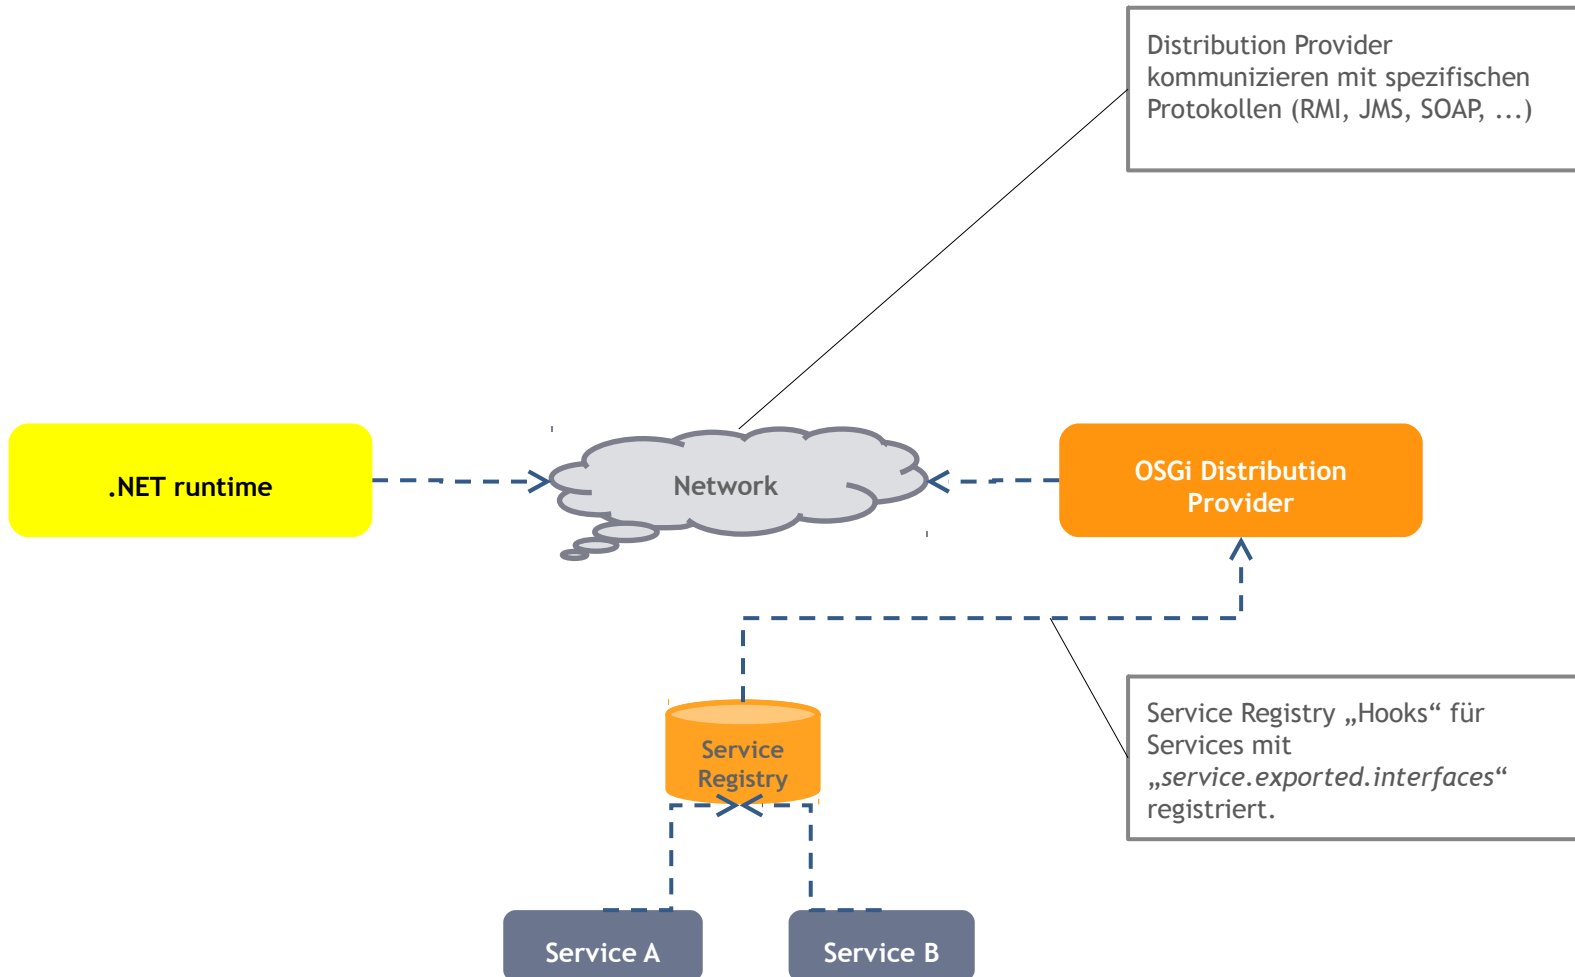 Distribution Provider
kommunizieren mit spezifischen
Protokollen (RMI, JMS, SOAP, ...)
.NET runtime
Network
OSGi Distribution
Provider
Service
Registry
Service Registry „Hooks“ für
Services mit
„service.exported.interfaces“
registriert.
Service A
Service B